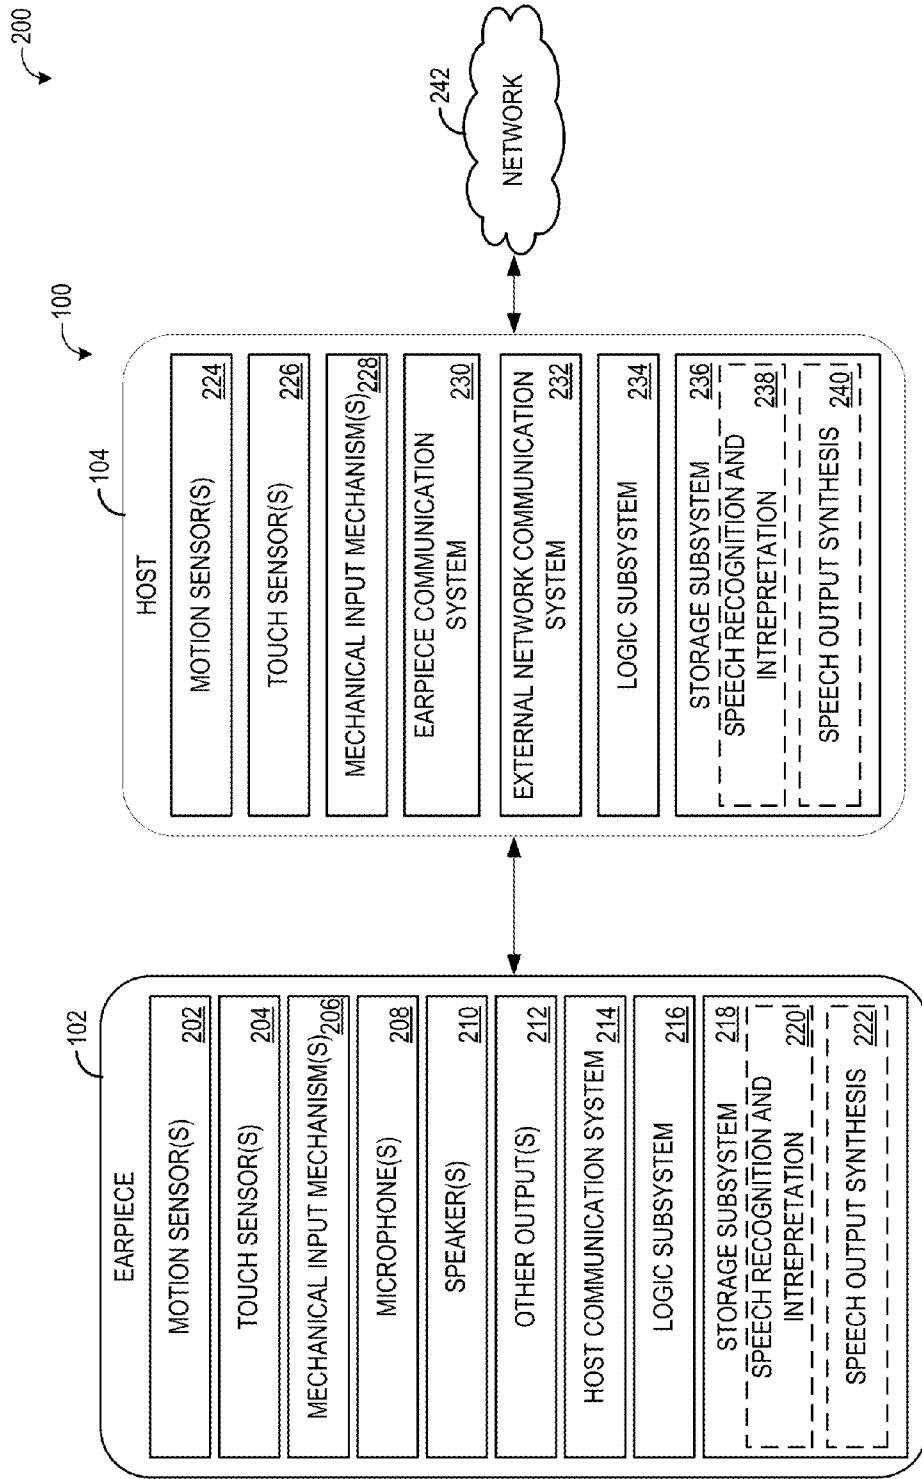 200
100
102
EARPIECE
MOTION SENSOR(S) 202
TOUCH SENSOR(S) 204
MECHANICAL INPUT MECHANISM(S) 206
MICROPHONE(S) 208
SPEAKER(S) 210
OTHER OUTPUT(S) 212
HOST COMMUNICATION SYSTEM 214
LOGIC SUBSYSTEM 216
STORAGE SUBSYSTEM 218
SPEECH RECOGNITION AND
INTREPRETATION 220
SPEECH OUTPUT SYNTHESIS 222
104
HOST
MOTION SENSOR(S) 224
TOUCH SENSOR(S) 226
MECHANICAL INPUT MECHANISM(S) 228
EARPIECE COMMUNICATION
SYSTEM 230
EXTERNAL NETWORK COMMUNICATION
SYSTEM 232
LOGIC SUBSYSTEM 234
STORAGE SUBSYSTEM 236
SPEECH RECOGNITION AND
INTREPRETATION 238
SPEECH OUTPUT SYNTHESIS 240
242
NETWORK